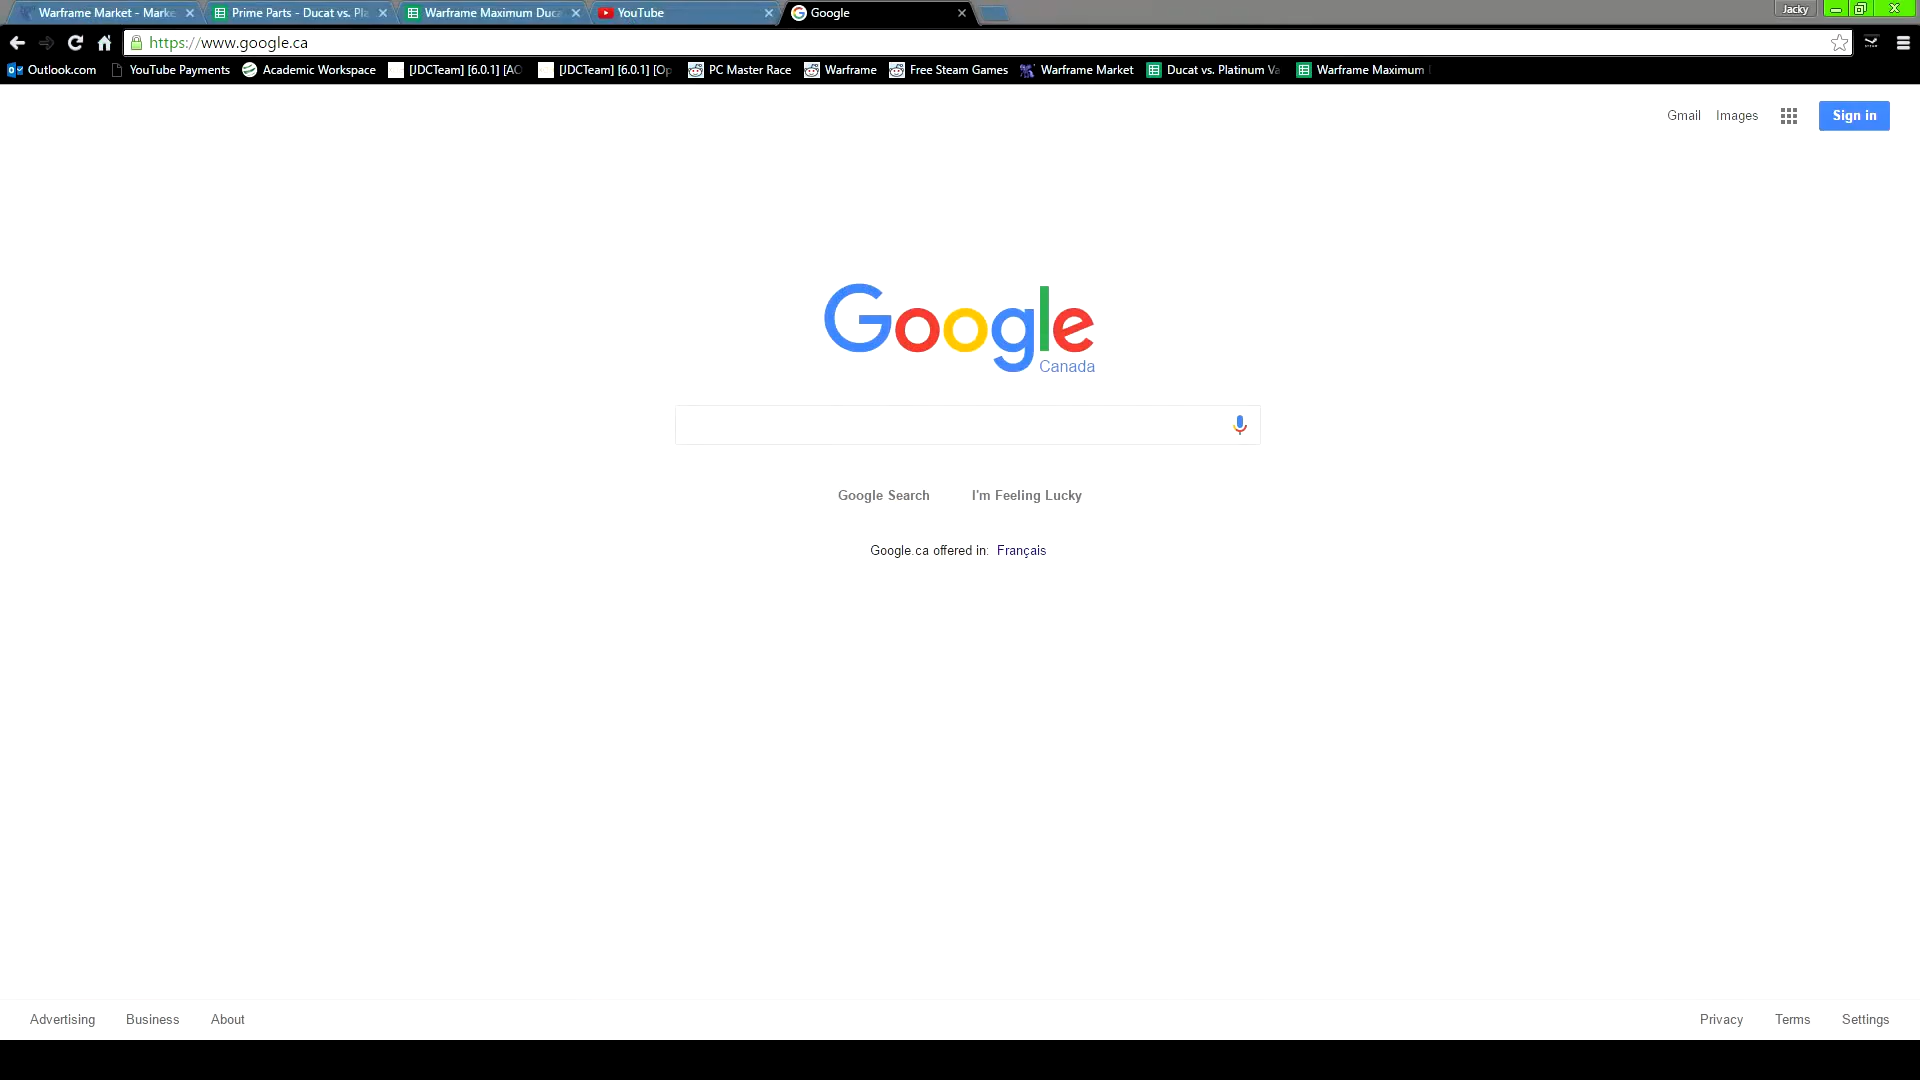 Warframe Market - Marke
Prime Parts - Ducat vs. Pla
Warframe Maximum Duca
YouTube
Google
Jacky
https://www.google.ca
Outlook.com
YouTube Payments
Academic Workspace
[JDCTeam] [6.0.1] [AO
[JDCTeam] [6.0.1] [Op
PC Master Race
Warframe
Free Steam Games
Warframe Market
Ducat vs. Platinum Va
Warframe Maximum
Gmail
Images
Sign in
Google
Canada
Google Search
I'm Feeling Lucky
Google.ca offered in: Français
Advertising
Business
About
Privacy
Terms
Settings